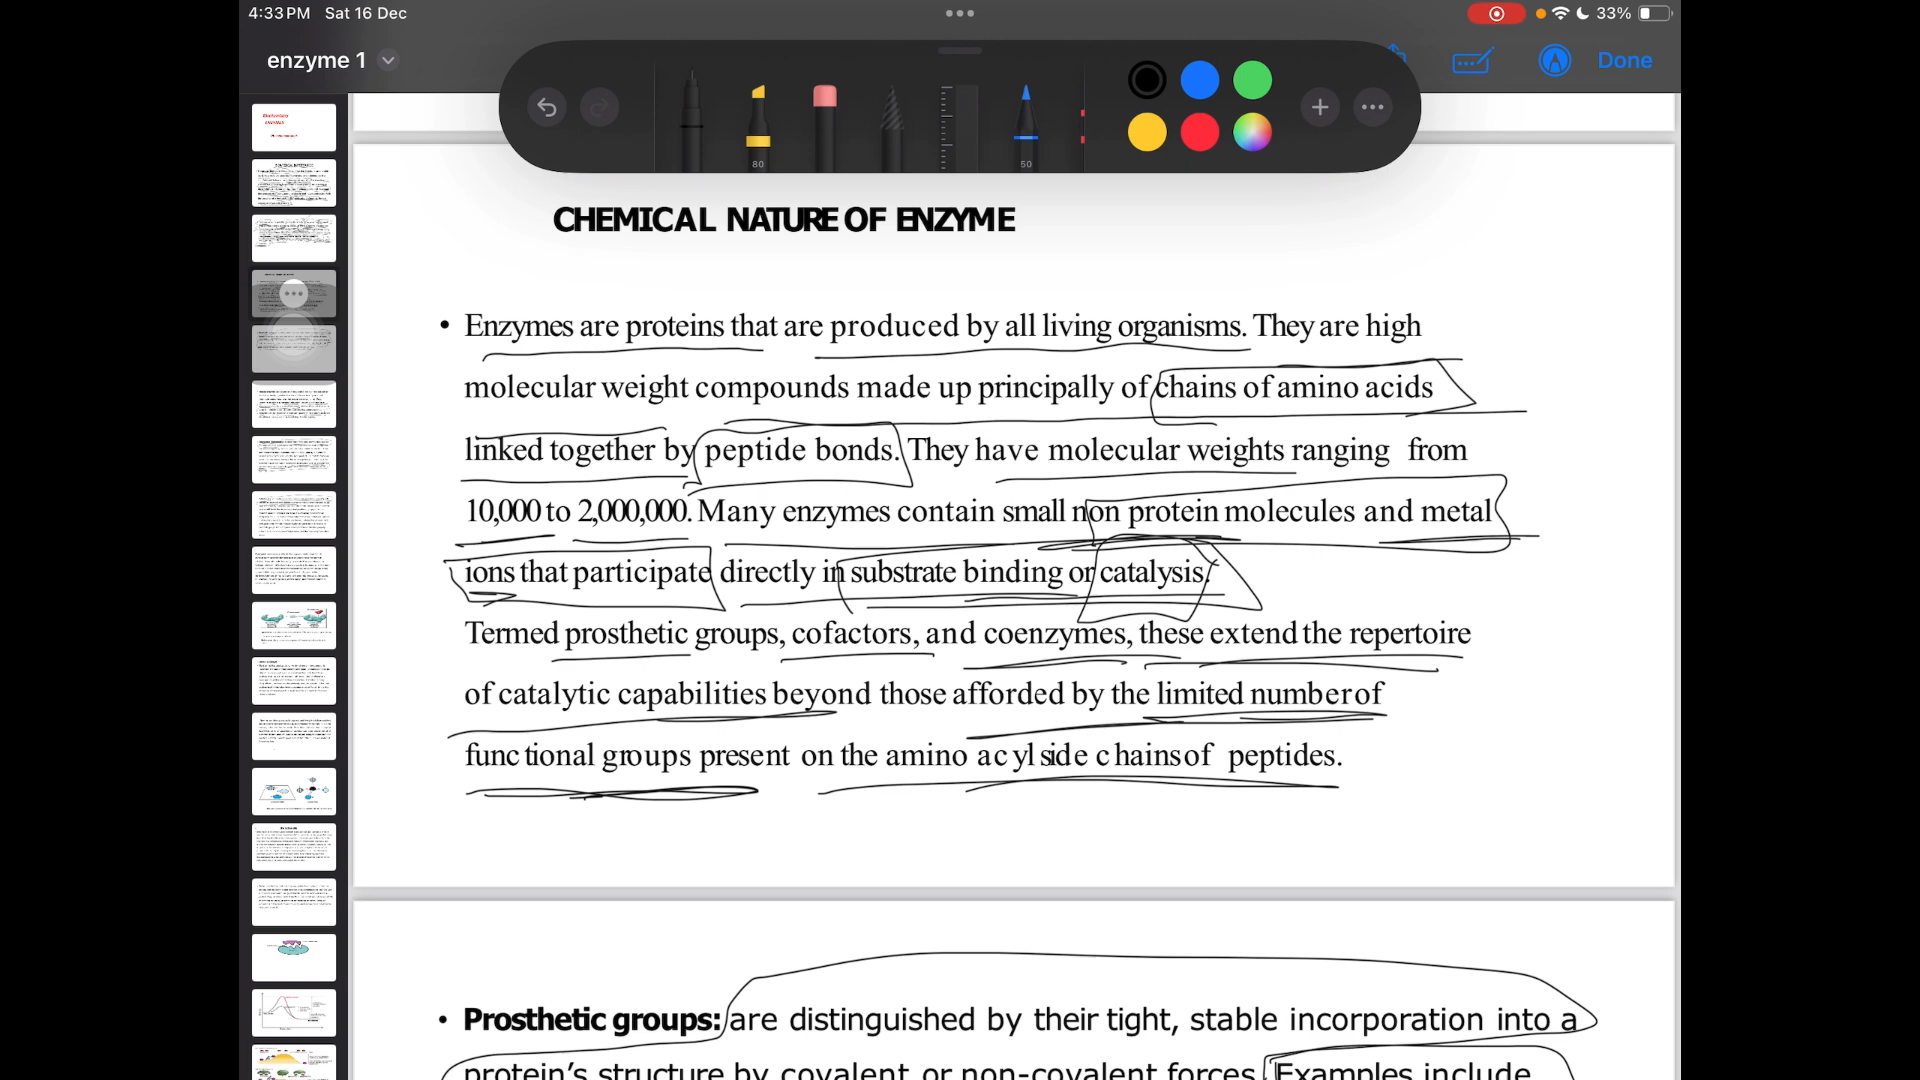 4:33 PM Sat 16 Dec
33%
enzyme 1
Done
80
50
CHEMICAL NATURE OF ENZYME
• Enzymes are proteins that are produced by all living organisms. They are high
molecular weight compounds made up principally of chains of amino acids
linked together by peptide bonds. They have molecular weights ranging from
10,000 to 2,000,000. Many enzymes contain small non protein molecules and metal
ions that participate directly in substrate binding or catalysis.
Termed prosthetic groups, cofactors, and coenzymes, these extend the repertoire
of catalytic capabilities beyond those afforded by the limited number of
functional groups present on the amino acyl side chains of peptides.
• Prosthetic groups: are distinguished by their tight, stable incorporation into a
protein's structure by covalent or non-covalent forces. Examples include